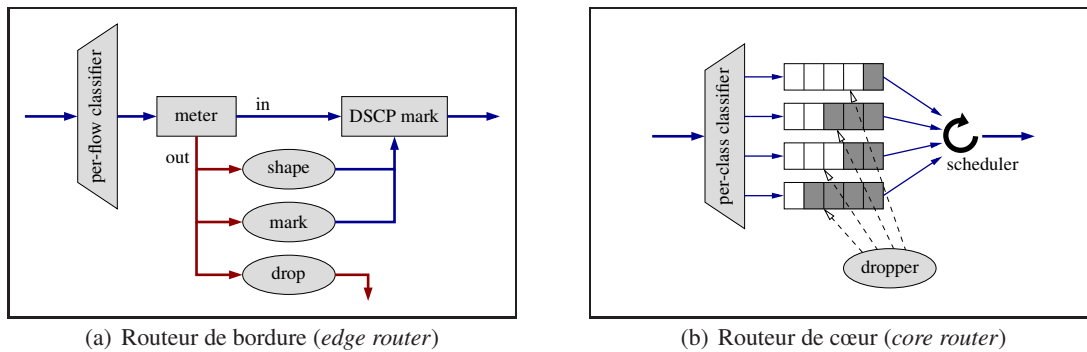 per-flow classifier
meter
in
out
DSCP mark
shape
mark
drop
(a) Routeur de bordure (edge router)
per-class classifier
scheduler
dropper
(b) Routeur de cœur (core router)